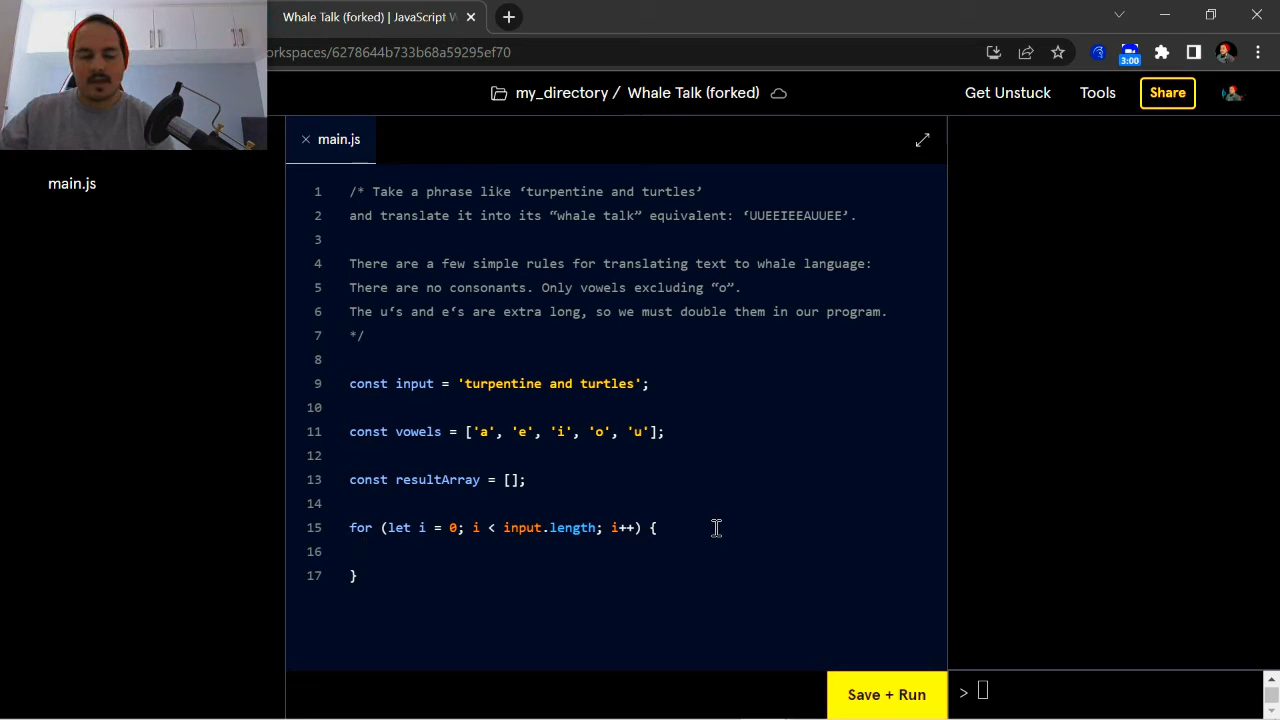 Whale Talk (forked) | JavaScript W
orkspaces/6278644b733b68a59295ef70
3:00
my_directory / Whale Talk (forked)
Get Unstuck
Tools
Share
main.js
main.js
1 /* Take a phrase like ‘turpentine and turtles’
2 and translate it into its “whale talk” equivalent: ‘UUEEIEEAUUEE’.
3
4 There are a few simple rules for translating text to whale language:
5 There are no consonants. Only vowels excluding “o”.
6 The u‘s and e‘s are extra long, so we must double them in our program.
7 */
8
9 const input = 'turpentine and turtles';
10
11 const vowels = ['a', 'e', 'i', 'o', 'u'];
12
13 const resultArray = [];
14
15 for (let i = 0; i < input.length; i++) {
16
17 }
Save + Run
>